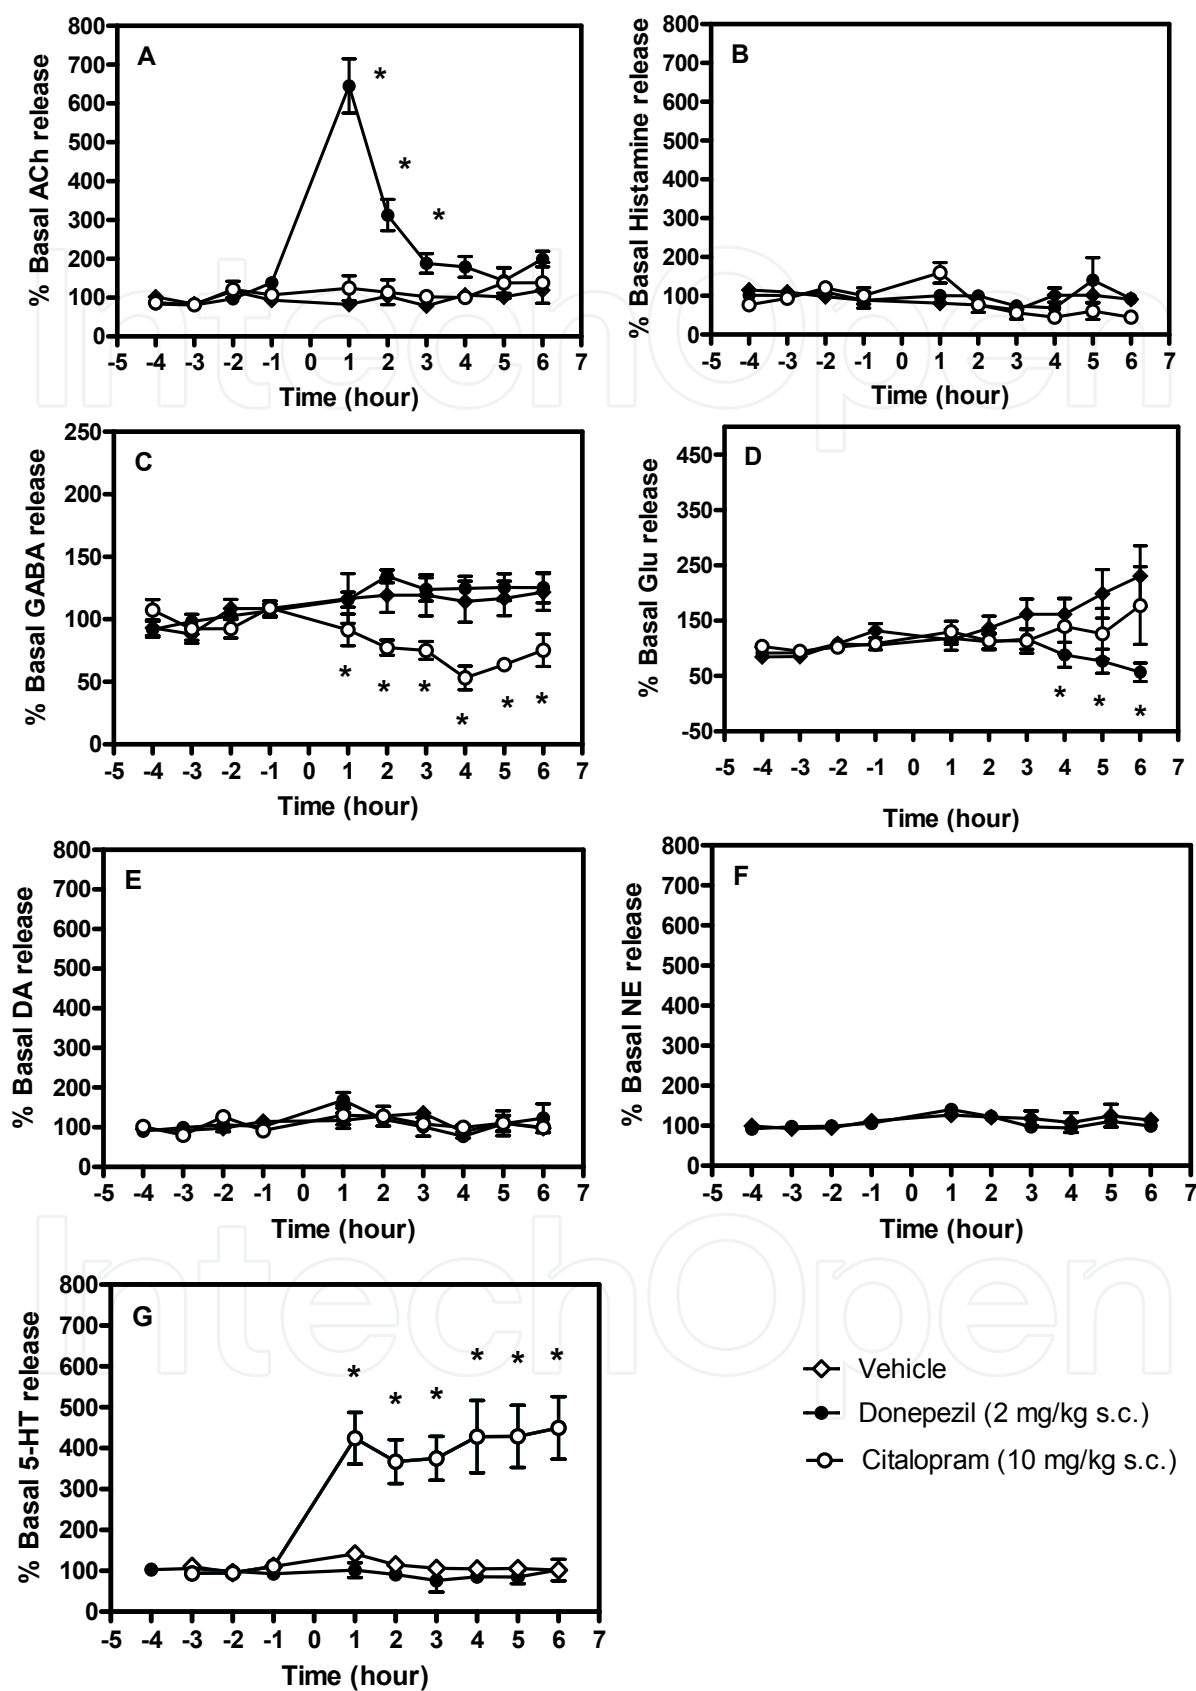 A
% Basal ACh release
800
700
600
500
400
300
200
100
0
-5 -4 -3 -2 -1 0 1 2 3 4 5 6 7
Time (hour)
* * *
B
% Basal Histamine release
800
700
600
500
400
300
200
100
0
-5 -4 -3 -2 -1 0 1 2 3 4 5 6 7
Time (hour)
C
% Basal GABA release
250
200
150
100
50
0
-5 -4 -3 -2 -1 0 1 2 3 4 5 6 7
Time (hour)
* * * * * *
D
% Basal Glu release
450
350
250
150
50
-50
-5 -4 -3 -2 -1 0 1 2 3 4 5 6 7
Time (hour)
* * *
E
% Basal DA release
800
700
600
500
400
300
200
100
0
-5 -4 -3 -2 -1 0 1 2 3 4 5 6 7
Time (hour)
F
% Basal NE release
800
700
600
500
400
300
200
100
0
-5 -4 -3 -2 -1 0 1 2 3 4 5 6 7
Time (hour)
G
% Basal 5-HT release
800
700
600
500
400
300
200
100
0
-5 -4 -3 -2 -1 0 1 2 3 4 5 6 7
Time (hour)
* * * * * *
Vehicle
Donepezil (2 mg/kg s.c.)
Citalopram (10 mg/kg s.c.)
IntechOpen
IntechOpen